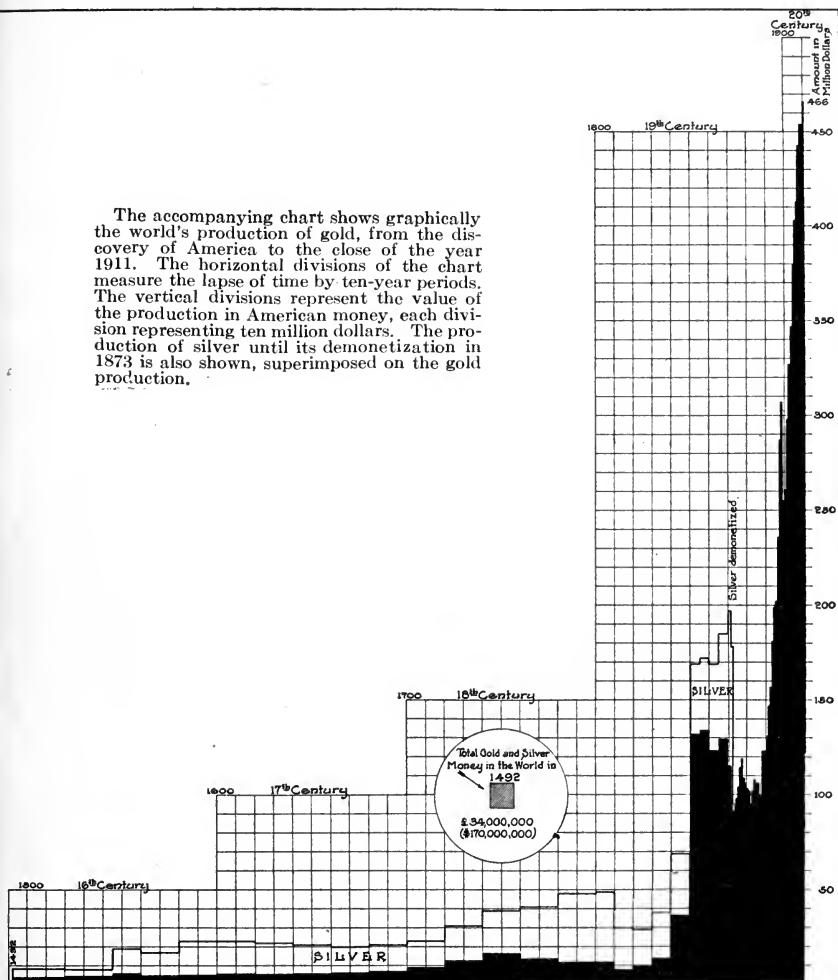 20th
Century
1900
Amount in
Million Dollars
466
1800 19th Century
450
The accompanying chart shows graphically
the world's production of gold, from the dis-
covery of America to the close of the year
1911. The horizontal divisions of the chart
measure the lapse of time by ten-year periods.
The vertical divisions represent the value of
the production in American money, each divi-
sion representing ten million dollars. The pro-
duction of silver until its demonetization in
1873 is also shown, superimposed on the gold
production.
400
350
300
250
Silver demonetized.
200
SILVER
1700 18th Century
150
Total Gold and Silver
Money in the World in
1492
£34,000,000
($170,000,000)
1600 17th Century
100
1500 16th Century
50
1492
SILVER